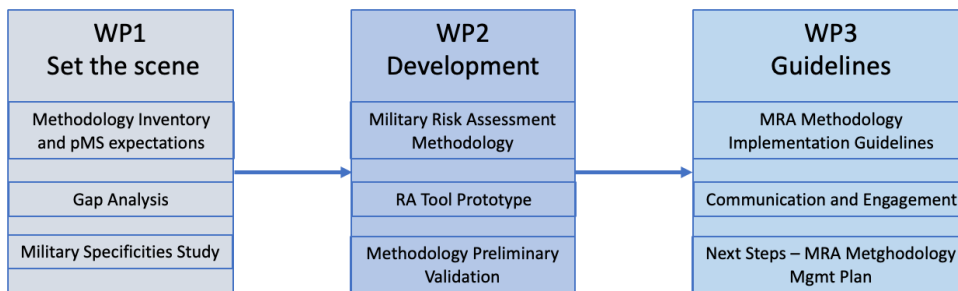 WP1
Set the scene
Methodology Inventory
and pMS expectations
Gap Analysis
Military Specificities Study
WP2
Development
Military Risk Assessment
Methodology
RA Tool Prototype
Methodology Preliminary
Validation
WP3
Guidelines
MRA Methodology
Implementation Guidelines
Communication and Engagement
Next Steps – MRA Metghodology
Mgmt Plan